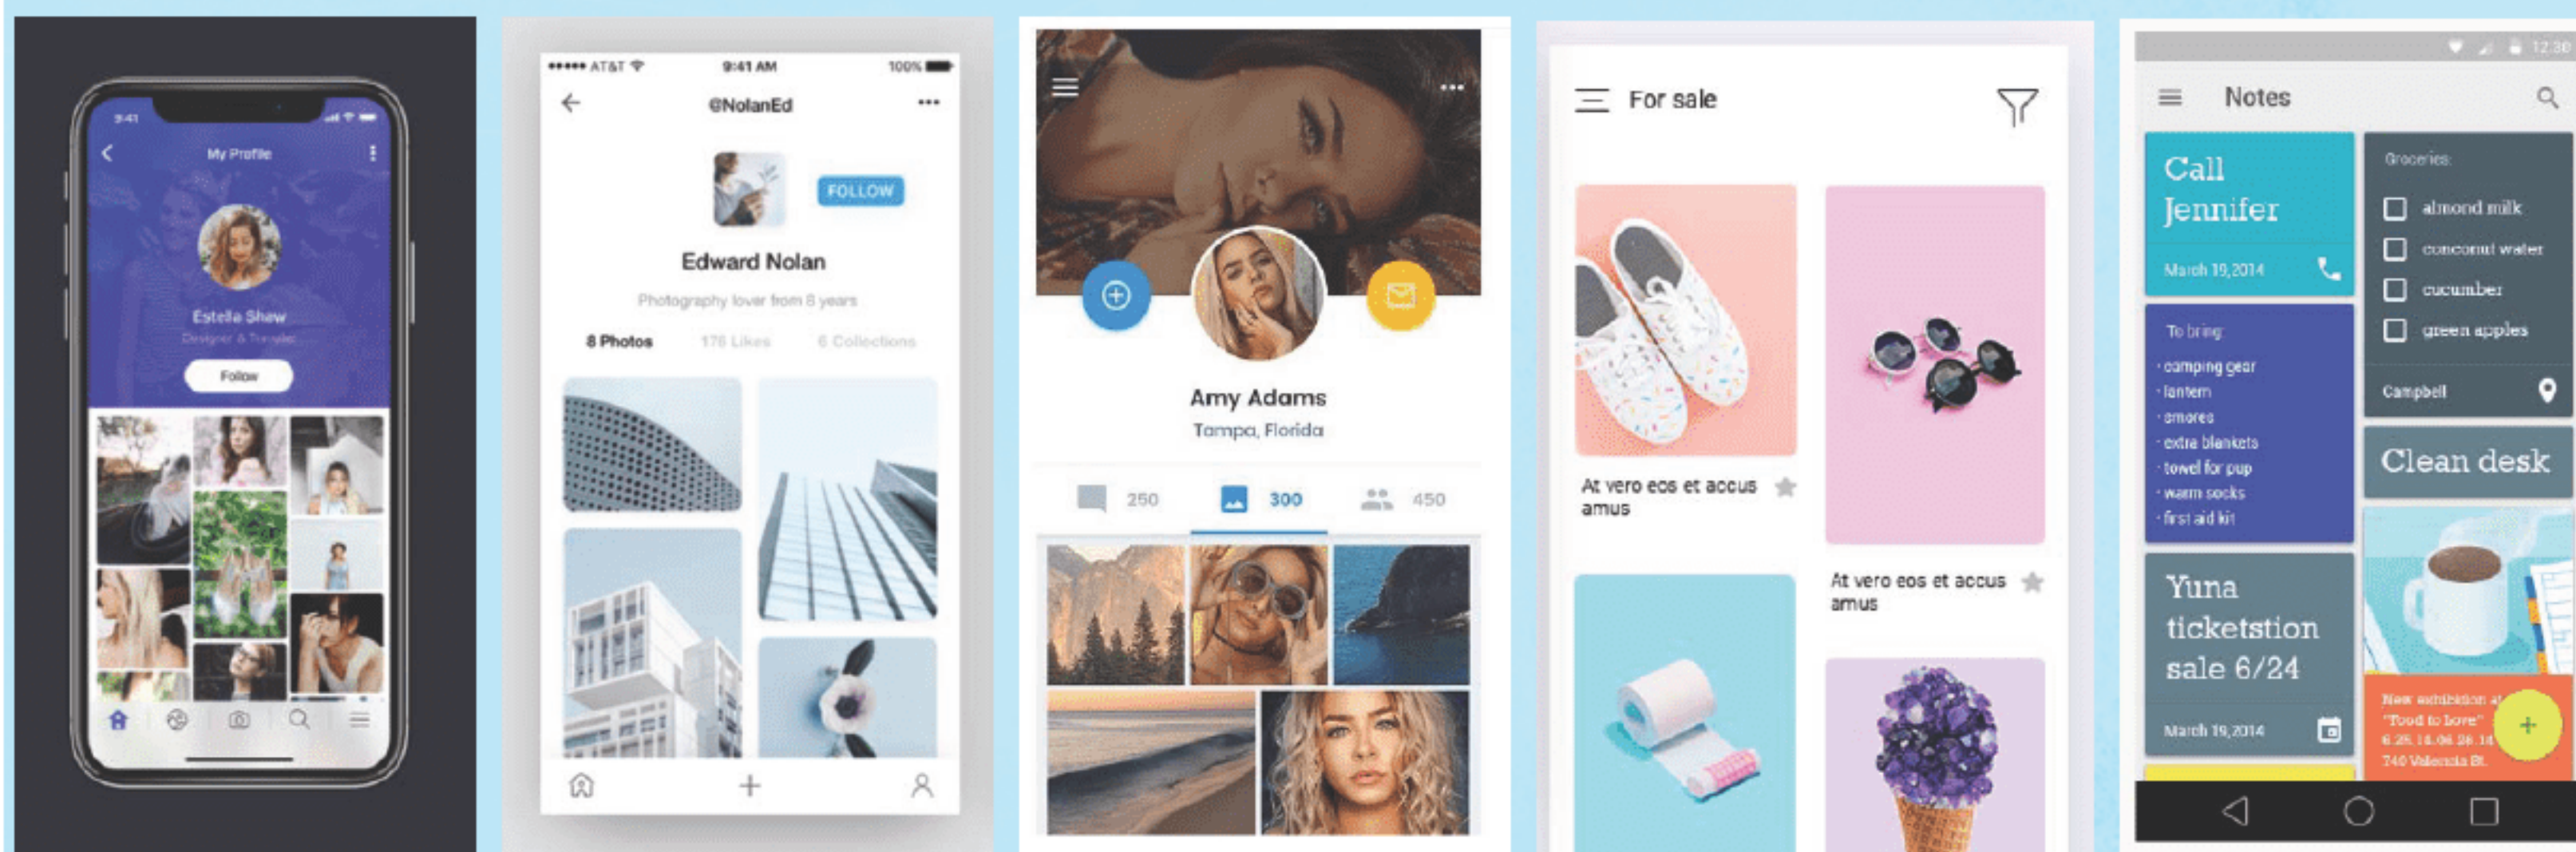 9:41
My Profile
Estella Shaw
Designer & Traveler
Follow
AT&T
9:41 AM
100%
@NolanEd
FOLLOW
Edward Nolan
Photography lover from 8 years
8 Photos
178 Likes
6 Collections
Amy Adams
Tampa, Florida
250
300
450
For sale
At vero eos et accus
amus
At vero eos et accus
amus
12:30
Notes
Call
Jennifer
March 19,2014
To bring:
· camping gear
· lantern
· smores
· extra blankets
· towel for pup
· warm socks
· first aid kit
Yuna
ticketstion
sale 6/24
March 19,2014
Groceries:
almond milk
conconut water
cucumber
green apples
Campbell
Clean desk
New exhibition at
"Food to Love"
740 Valencia St.